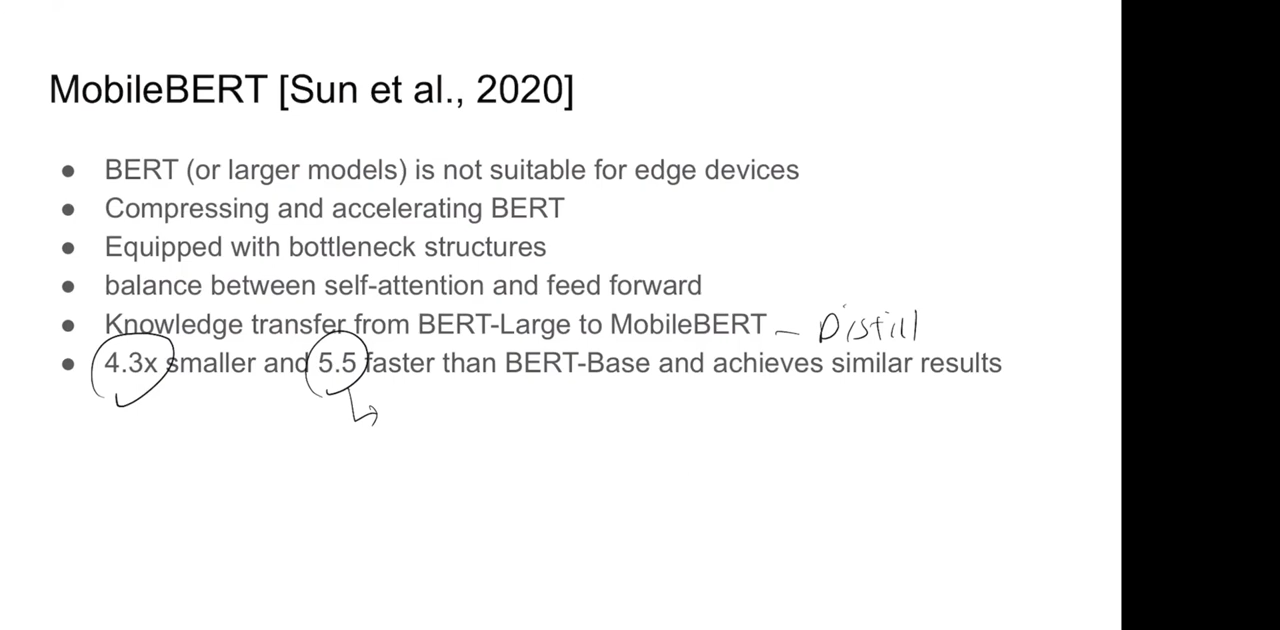 MobileBERT [Sun et al., 2020]
● BERT (or larger models) is not suitable for edge devices
● Compressing and accelerating BERT
● Equipped with bottleneck structures
● balance between self-attention and feed forward
● Knowledge transfer from BERT-Large to MobileBERT - Distill
● 4.3x smaller and 5.5 faster than BERT-Base and achieves similar results